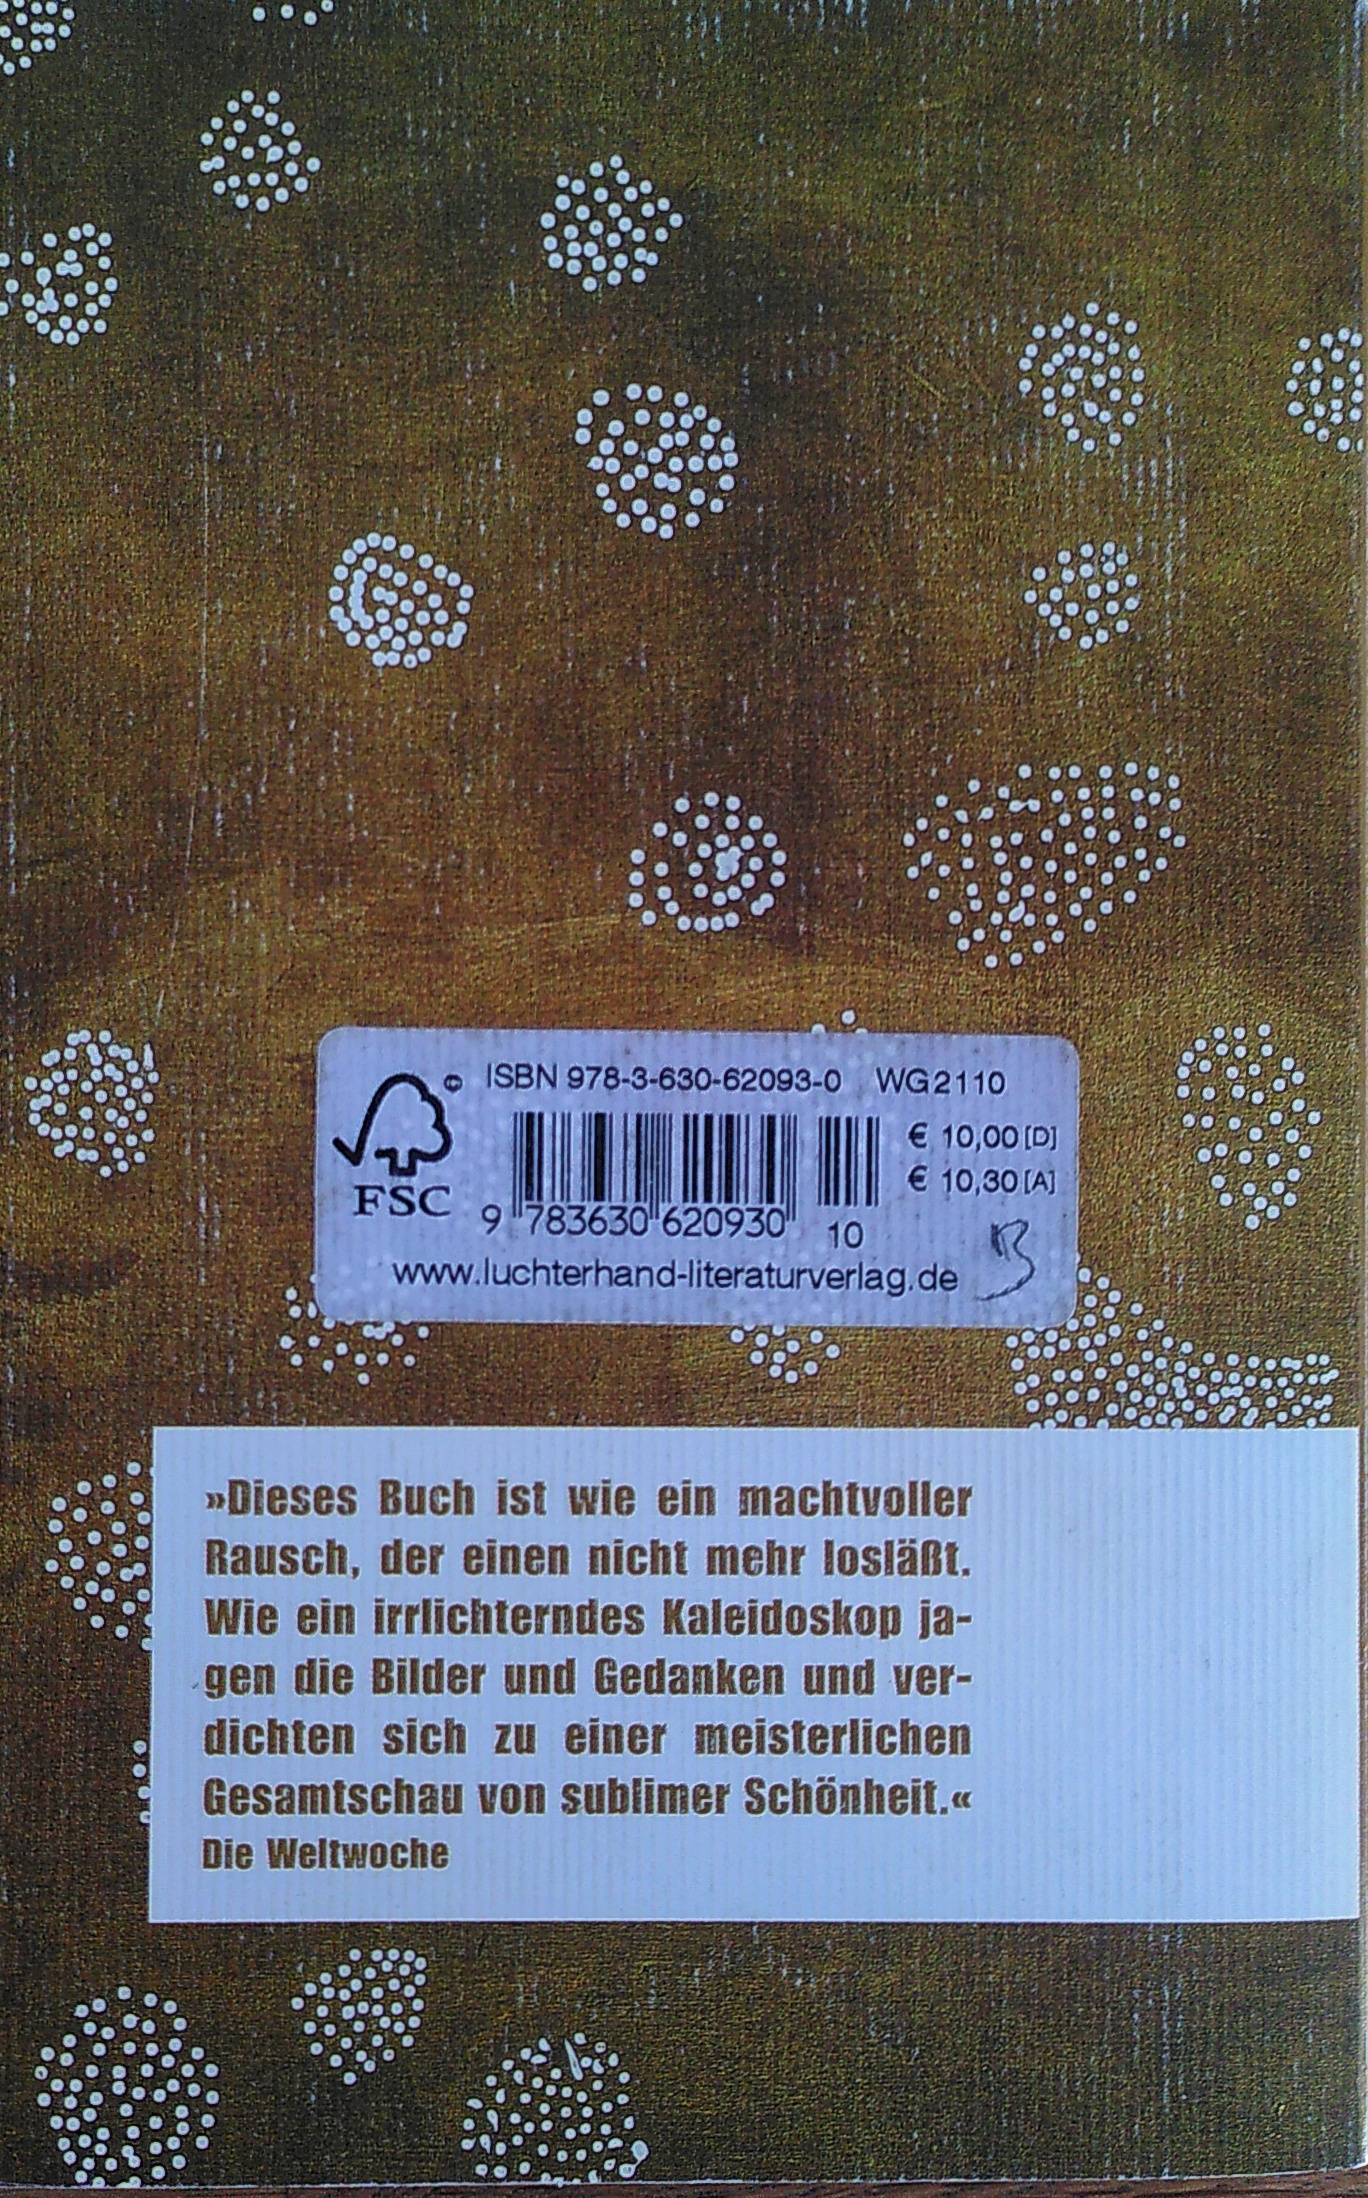 © ISBN 978-3-630-62093-0 WG2110
€ 10,00 [D]
€ 10,30 [A]
FSC
9 783630 620930 10
www.luchterhand-literaturverlag.de
»Dieses Buch ist wie ein machtvoller
Rausch, der einen nicht mehr losläßt.
Wie ein irrlichterndes Kaleidoskop ja-
gen die Bilder und Gedanken und ver-
dichten sich zu einer meisterlichen
Gesamtschau von sublimer Schönheit.«
Die Weltwoche